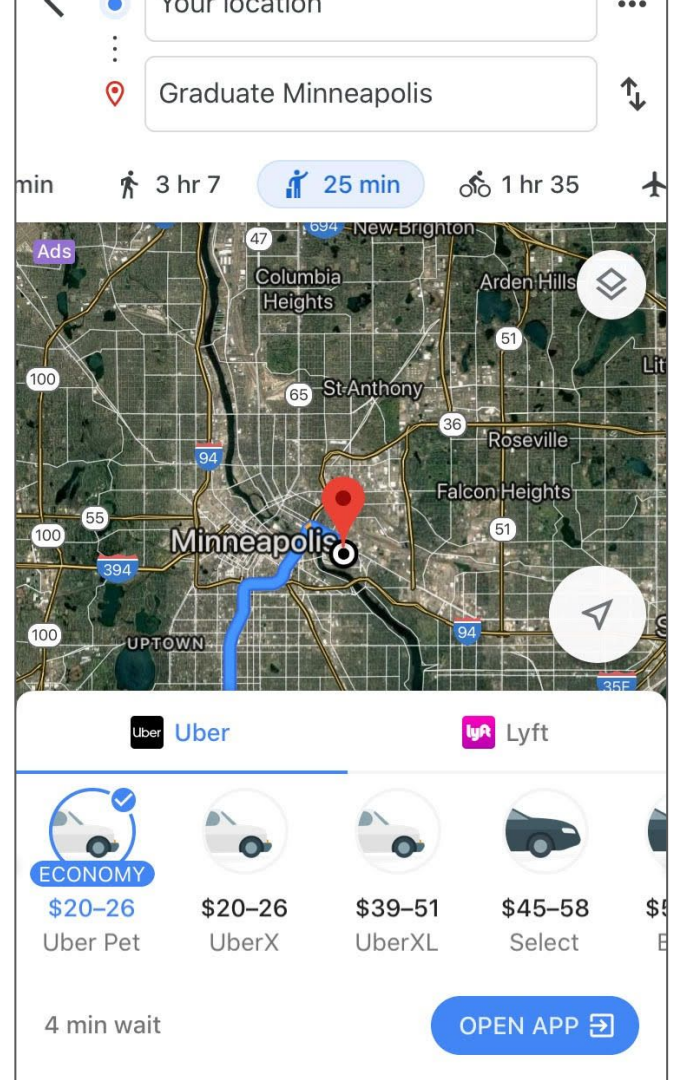 Your location
Graduate Minneapolis
min 3 hr 7 25 min 1 hr 35
Ads
694
New Brighton
47
Columbia
Heights
Arden Hills
51
100
65
St Anthony
Lit
36
Roseville
94
Falcon Heights
55
100
51
Minneapolis
394
100
94
UPTOWN
35E
Uber Uber
lyft Lyft
ECONOMY
$20–26 $20–26 $39–51 $45–58
Uber Pet UberX UberXL Select
4 min wait
OPEN APP